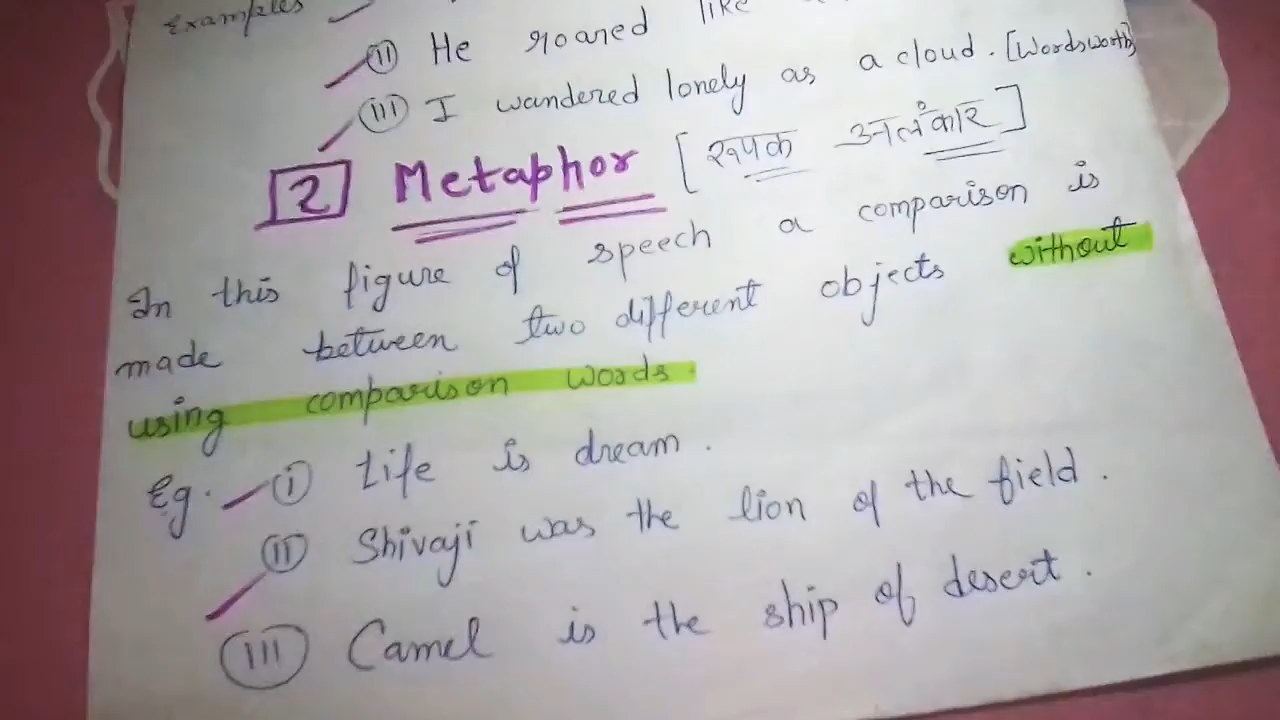 Examples
(ii) He roared like
(iii) I wandered lonely as a cloud. [Wordsworth]
2 Metaphor [रूपक अलंकार]
In this figure of speech a comparison is
made between two different objects without
using comparison words.
Eg. (i) Life is dream.
(ii) Shivaji was the lion of the field.
(iii) Camel is the ship of desert.